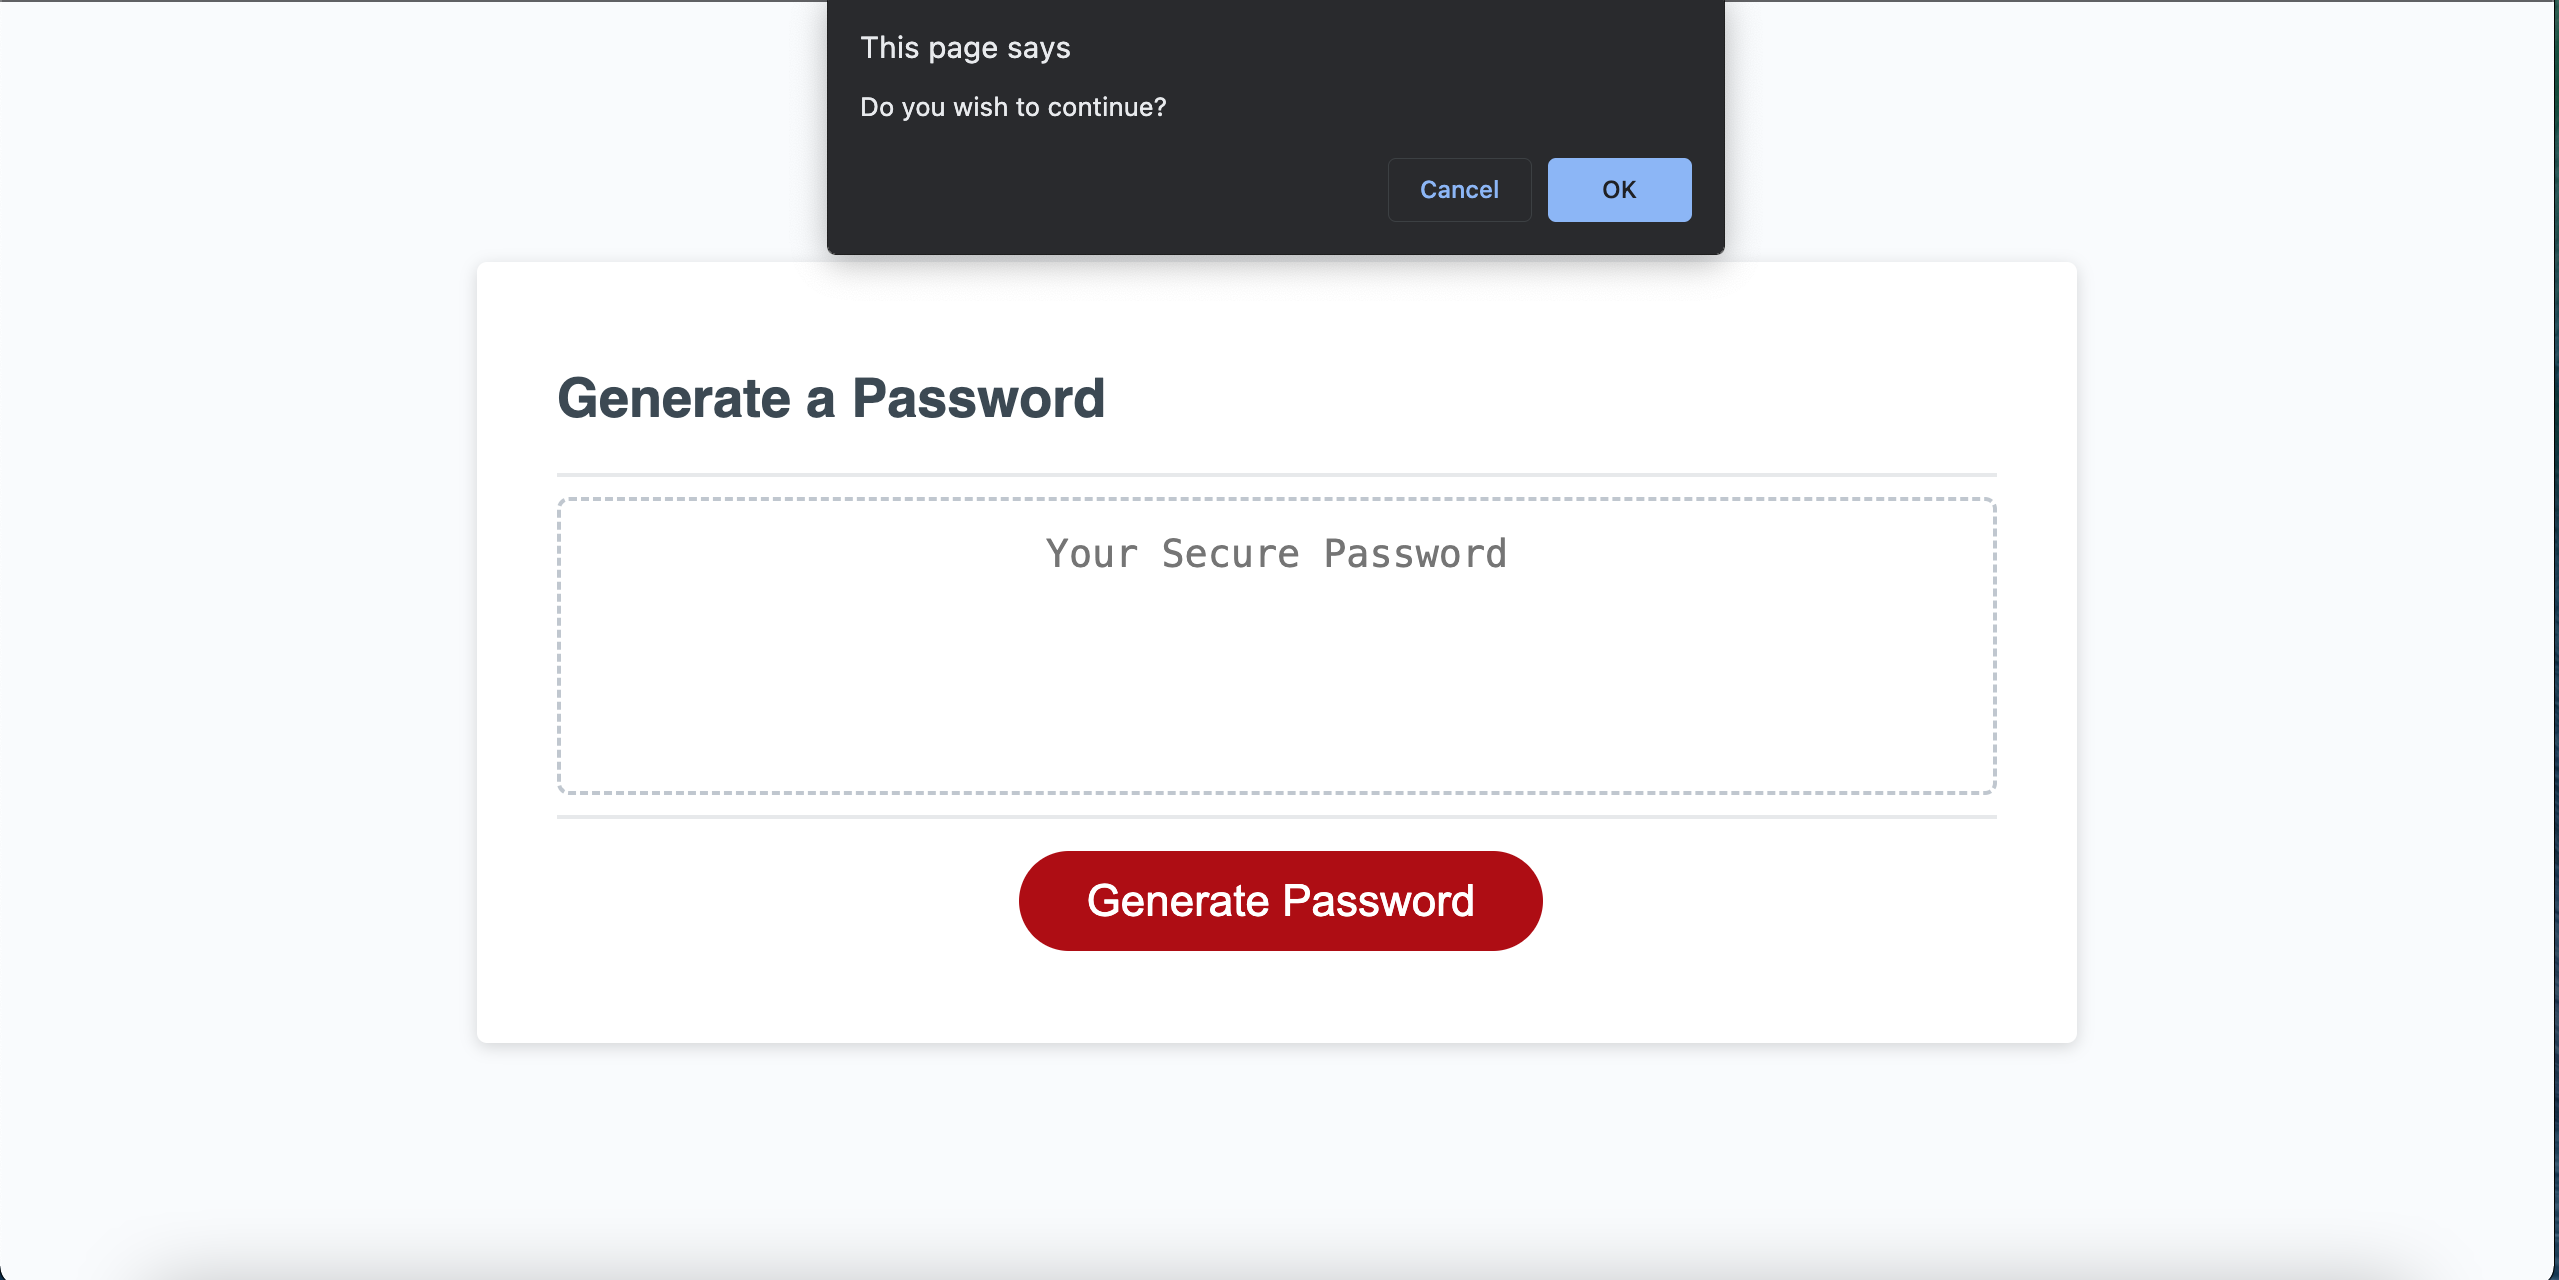 This page says
Do you wish to continue?
Cancel
OK
Generate a Password
Your Secure Password
Generate Password